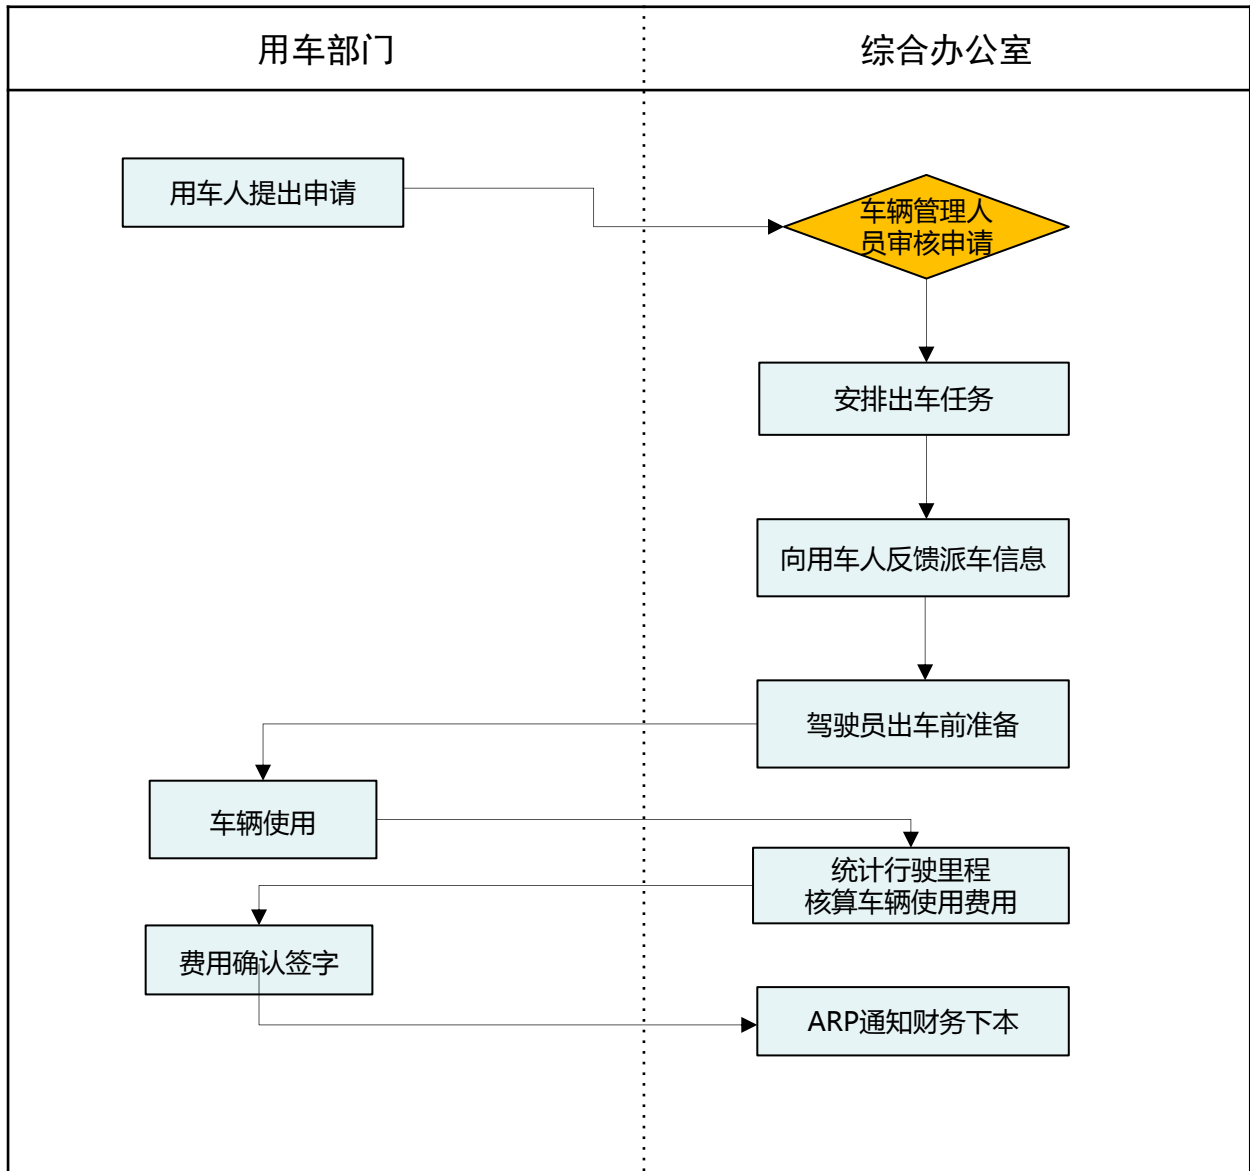 用车部门
综合办公室
用车人提出申请
车辆管理人
员审核申请
安排出车任务
向用车人反馈派车信息
驾驶员出车前准备
车辆使用
统计行驶里程
核算车辆使用费用
费用确认签字
ARP通知财务下本